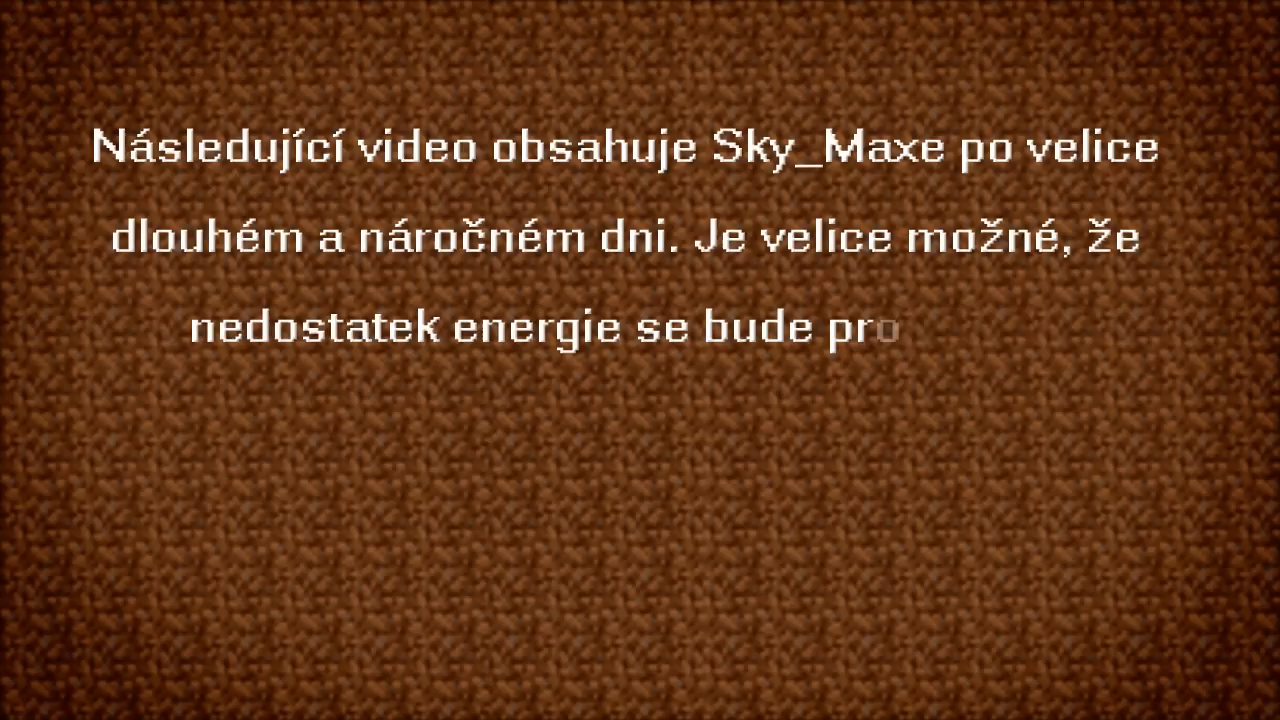 Následující video obsahuje Sky_Maxe po velice
dlouhém a náročném dni. Je velice možné, že
nedostatek energie se bude pro